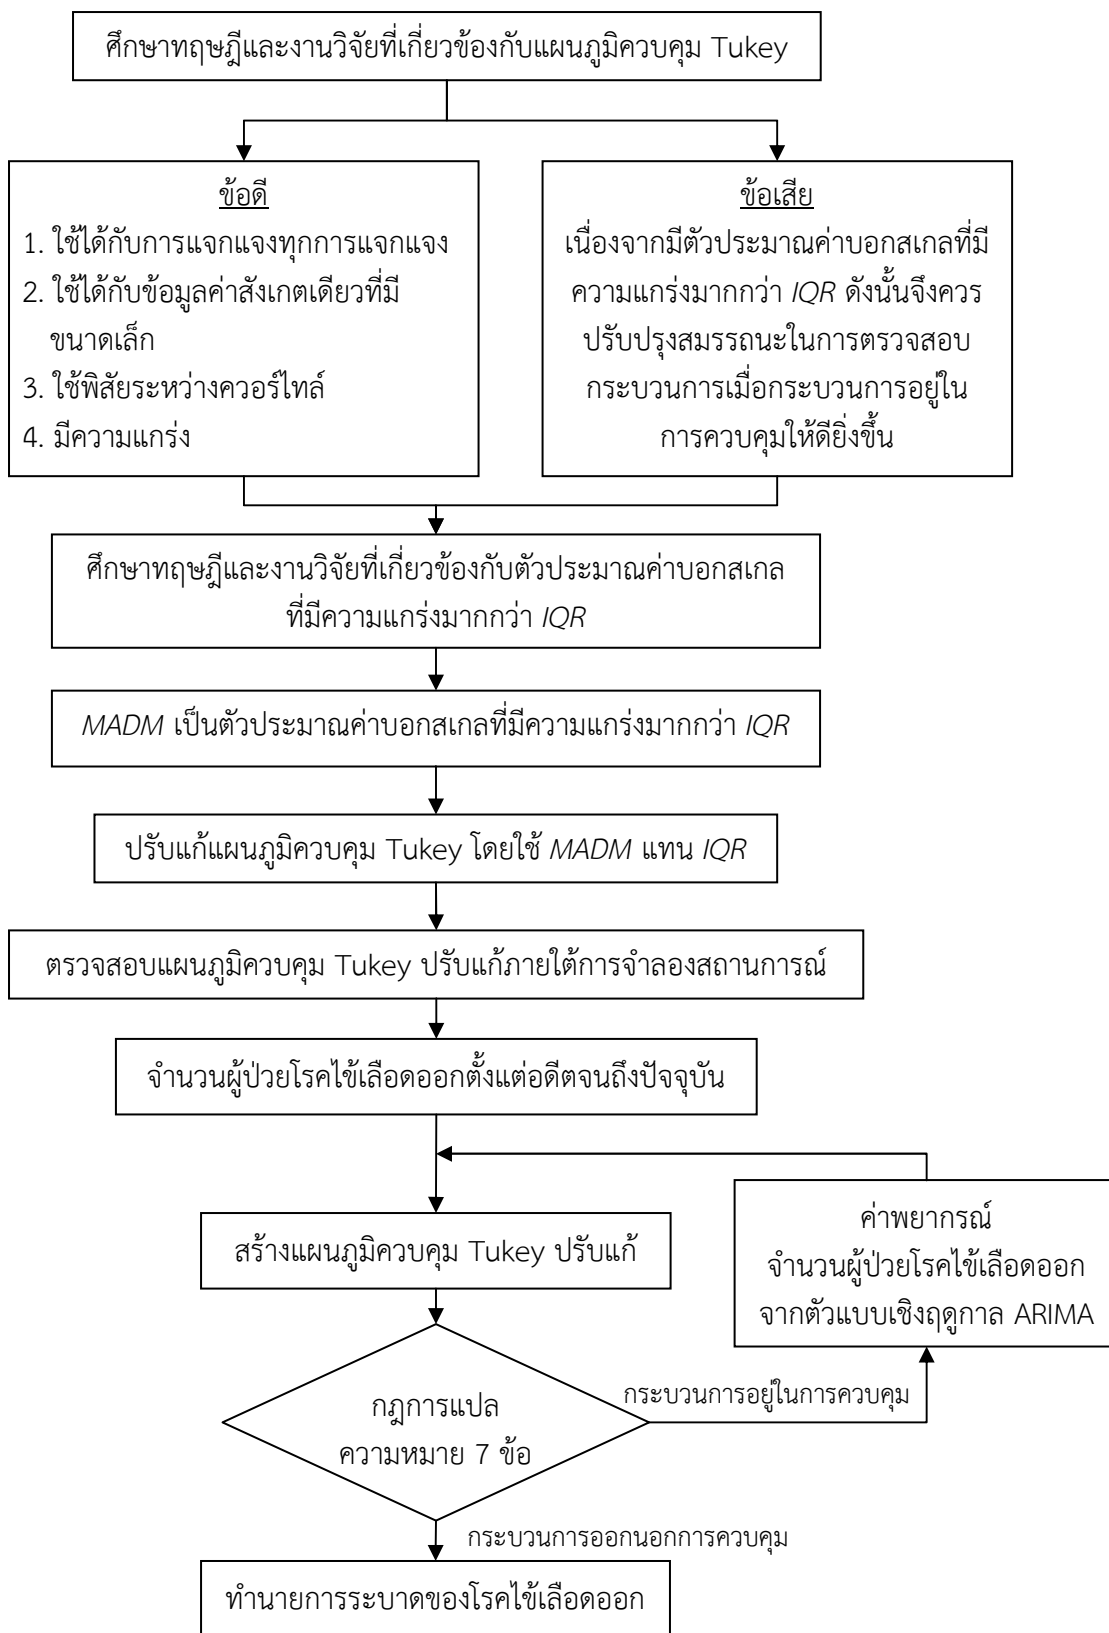 ศึกษาทฤษฎีและงานวิจัยที่เกี่ยวข้องกับแผนภูมิควบคุม Tukey
ข้อดี
1. ใช้ได้กับการแจกแจงทุกการแจกแจง
2. ใช้ได้กับข้อมูลค่าสังเกตเดียวที่มี
ขนาดเล็ก
3. ใช้พิสัยระหว่างควอร์ไทล์
4. มีความแกร่ง
ข้อเสีย
เนื่องจากมีตัวประมาณค่าบอกสเกลที่มี
ความแกร่งมากกว่า IQR ดังนั้นจึงควร
ปรับปรุงสมรรถนะในการตรวจสอบ
กระบวนการเมื่อกระบวนการอยู่ใน
การควบคุมให้ดียิ่งขึ้น
ศึกษาทฤษฎีและงานวิจัยที่เกี่ยวข้องกับตัวประมาณค่าบอกสเกล
ที่มีความแกร่งมากกว่า IQR
MADM เป็นตัวประมาณค่าบอกสเกลที่มีความแกร่งมากกว่า IQR
ปรับแก้แผนภูมิควบคุม Tukey โดยใช้ MADM แทน IQR
ตรวจสอบแผนภูมิควบคุม Tukey ปรับแก้ภายใต้การจำลองสถานการณ์
จำนวนผู้ป่วยโรคไข้เลือดออกตั้งแต่อดีตจนถึงปัจจุบัน
สร้างแผนภูมิควบคุม Tukey ปรับแก้
ค่าพยากรณ์
จำนวนผู้ป่วยโรคไข้เลือดออก
จากตัวแบบเชิงฤดูกาล ARIMA
กฎการแปล
ความหมาย 7 ข้อ
กระบวนการอยู่ในการควบคุม
กระบวนการออกนอกการควบคุม
ทำนายการระบาดของโรคไข้เลือดออก